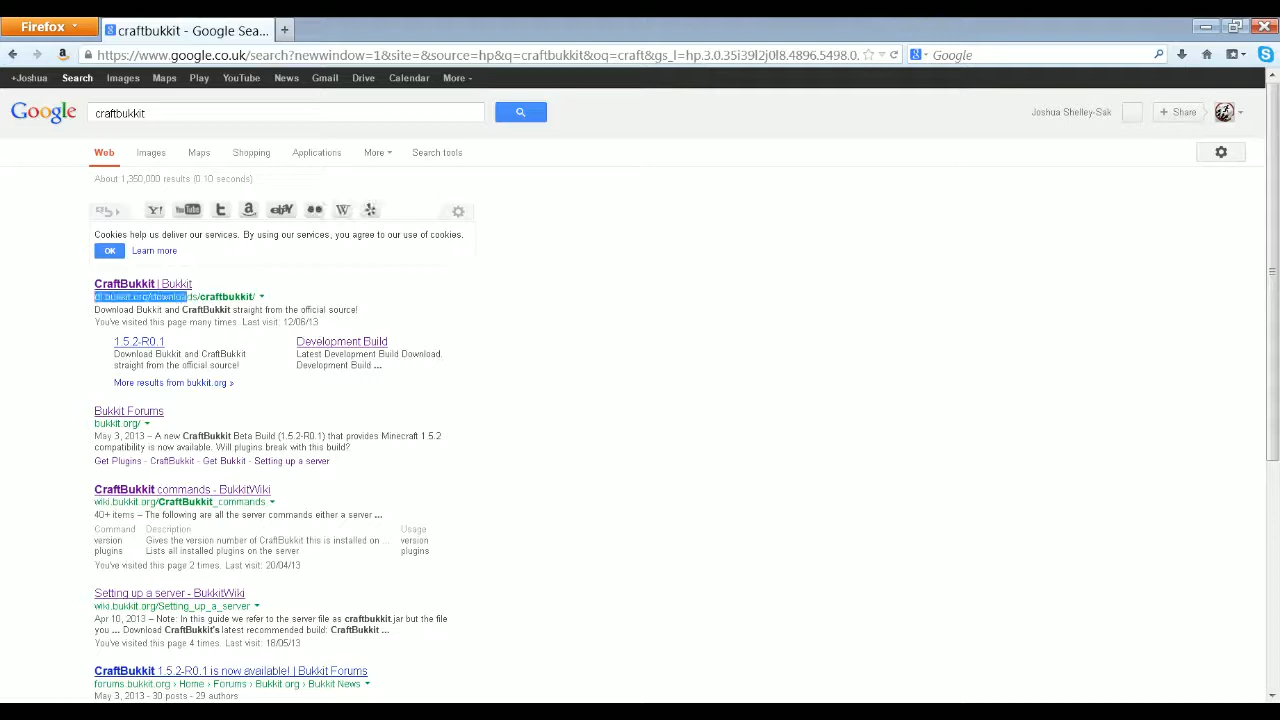 Firefox
craftbukkit - Google Sea...
https://www.google.co.uk/search?newwindow=1&site=&source=hp&q=craftbukkit&oq=craft&gs_l=hp.3.0.35i39l2j0l8.4896.5498.0.
Google
+Joshua Search Images Maps Play YouTube News Gmail Drive Calendar More
Google
craftbukkit
Joshua Shelley-Sak
+ Share
Web Images Maps Shopping Applications More Search tools
About 1,350,000 results (0.10 seconds)
Y! You Tube t a ebay W
Cookies help us deliver our services. By using our services, you agree to our use of cookies.
OK Learn more
CraftBukkit | Bukkit
dl.bukkit.org/downloads/craftbukkit/
Download Bukkit and CraftBukkit straight from the official source!
You've visited this page many times. Last visit: 12/06/13
1.5.2-R0.1
Download Bukkit and CraftBukkit
straight from the official source!
Development Build
Latest Development Build Download.
Development Build ...
More results from bukkit.org »
Bukkit Forums
bukkit.org/
May 3, 2013 – A new CraftBukkit Beta Build (1.5.2-R0.1) that provides Minecraft 1.5.2
compatibility is now available. Will plugins break with this build?
Get Plugins - CraftBukkit - Get Bukkit - Setting up a server
CraftBukkit commands - BukkitWiki
wiki.bukkit.org/CraftBukkit_commands
40+ items – The following are all the server commands either a server ...
Command Description Usage
version Gives the version number of CraftBukkit this is installed on ... version
plugins Lists all installed plugins on the server plugins
You've visited this page 2 times. Last visit: 20/04/13
Setting up a server - BukkitWiki
wiki.bukkit.org/Setting_up_a_server
Apr 10, 2013 – Note: In this guide we refer to the server file as craftbukkit.jar but the file
you ... Download CraftBukkit's latest recommended build: CraftBukkit ...
You've visited this page 4 times. Last visit: 18/05/13
CraftBukkit 1.5.2-R0.1 is now available! | Bukkit Forums
forums.bukkit.org › Home › Forums › Bukkit.org › Bukkit News
May 3, 2013 - 30 posts - 29 authors